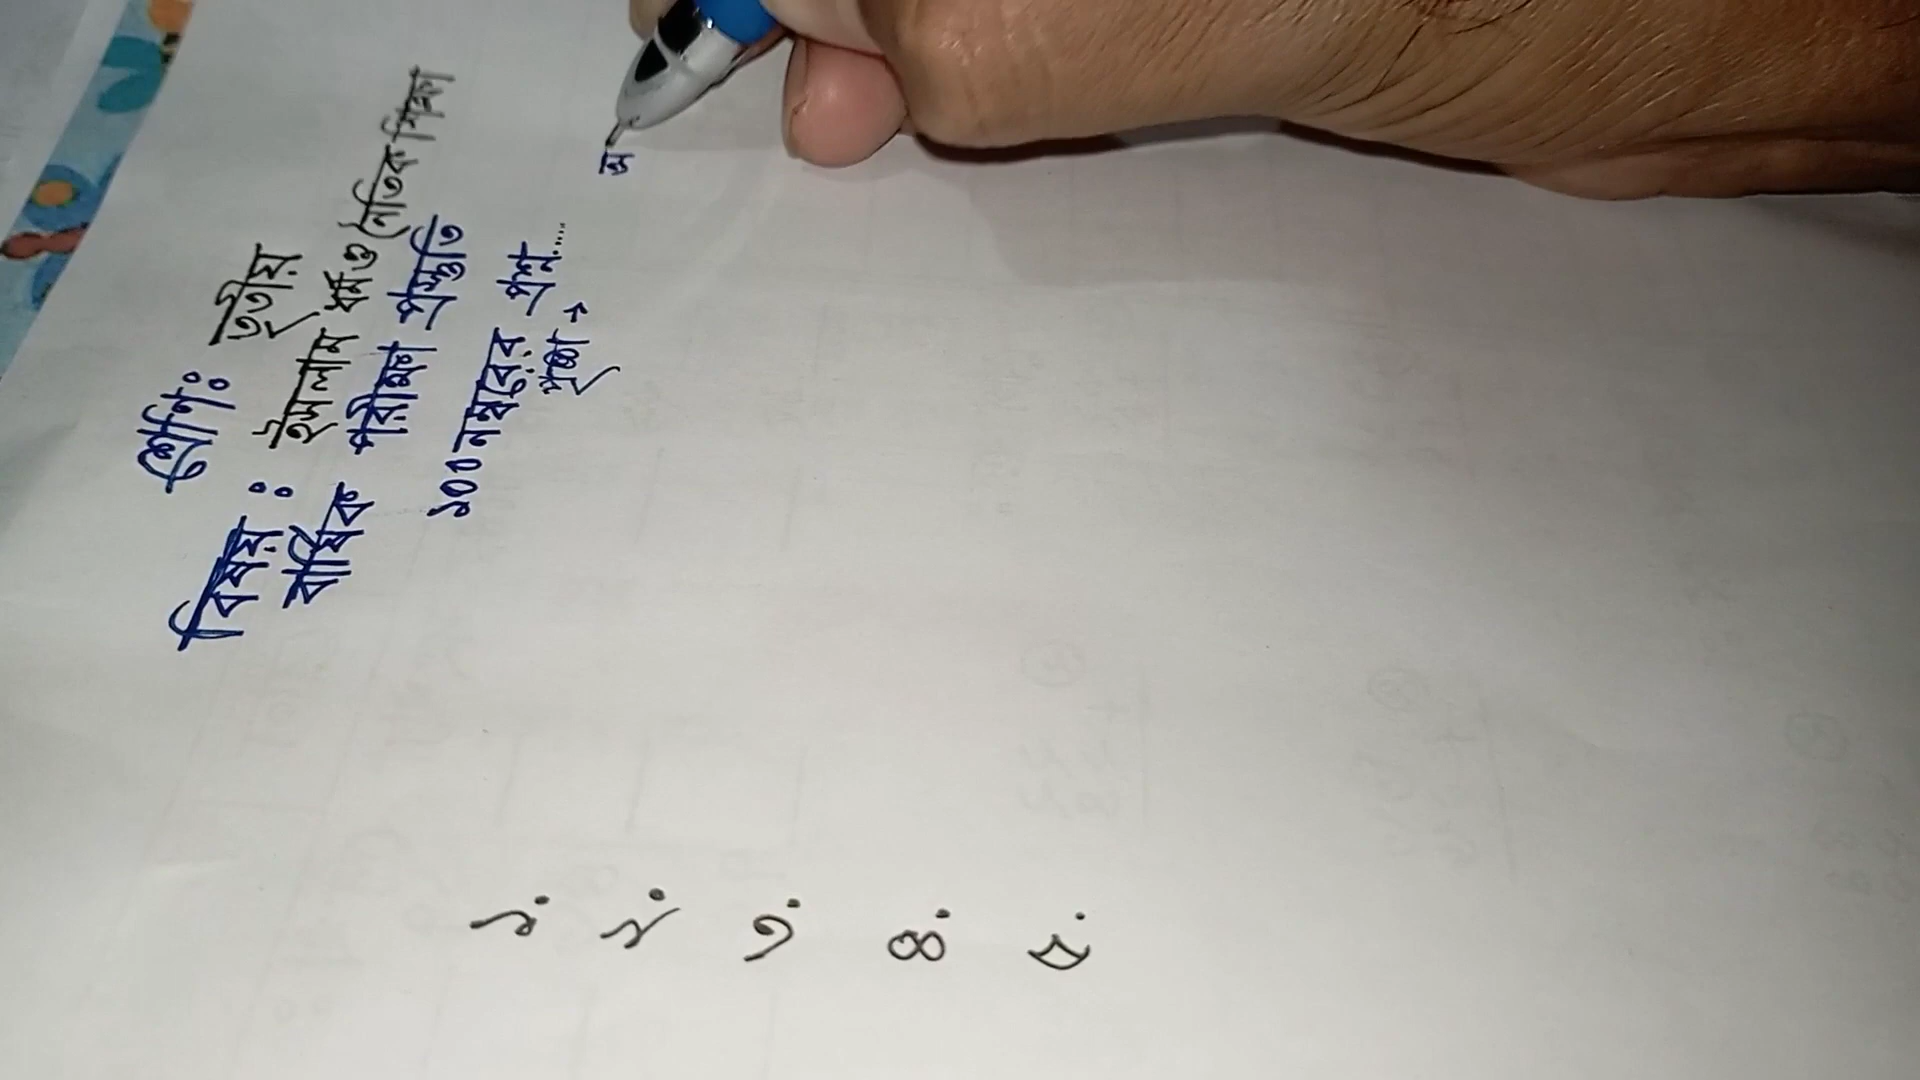 শ্রেণি: তৃতীয়
বিষয়: ইসলাম ধর্ম ও নৈতিক শিক্ষা
বার্ষিক পরীক্ষা প্রস্তুতি
১০০ নম্বরের প্রশ্ন....
পৃষ্ঠা →
অ
১.
২.
৩.
৪.
৫.